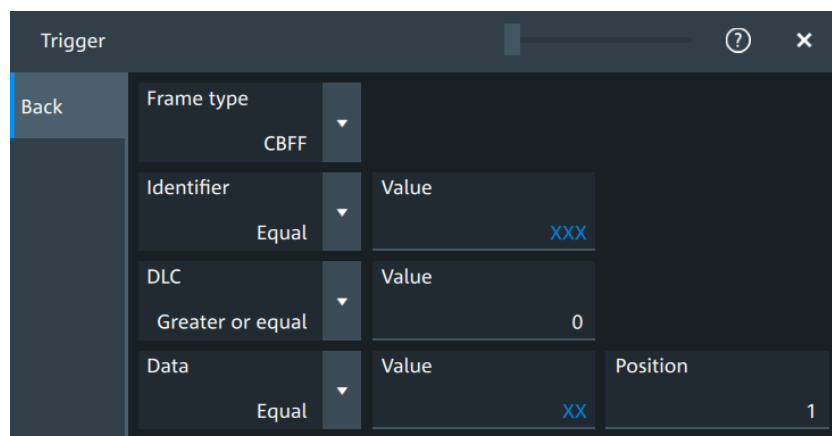 Trigger
?
×
Back
Frame type
CBFF
Identifier
Equal
Value
XXX
DLC
Greater or equal
Value
0
Data
Equal
Value
XX
Position
1